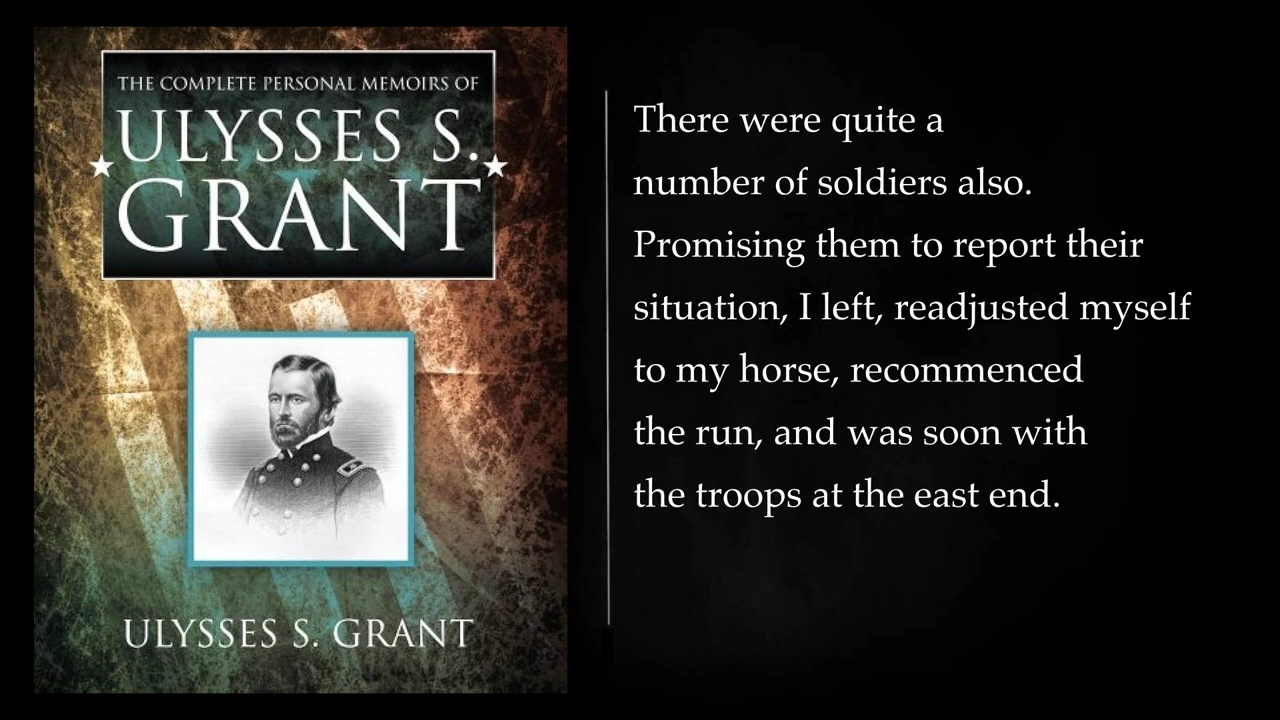 THE COMPLETE PERSONAL MEMOIRS OF
ULYSSES S.
GRANT
ULYSSES S. GRANT
There were quite a
number of soldiers also.
Promising them to report their
situation, I left, readjusted myself
to my horse, recommenced
the run, and was soon with
the troops at the east end.